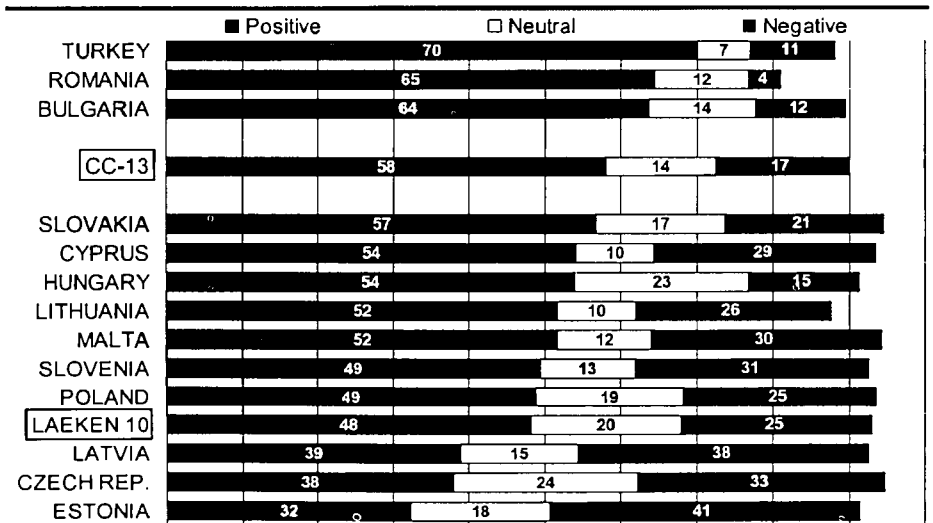 Positive Neutral Negative
TURKEY 70 7 11
ROMANIA 65 12 4
BULGARIA 64 14 12
CC-13 58 14 17
SLOVAKIA 57 17 21
CYPRUS 54 10 29
HUNGARY 54 23 15
LITHUANIA 52 10 26
MALTA 52 12 30
SLOVENIA 49 13 31
POLAND 49 19 25
LAEKEN 10 48 20 25
LATVIA 39 15 38
CZECH REP. 38 24 33
ESTONIA 32 18 41